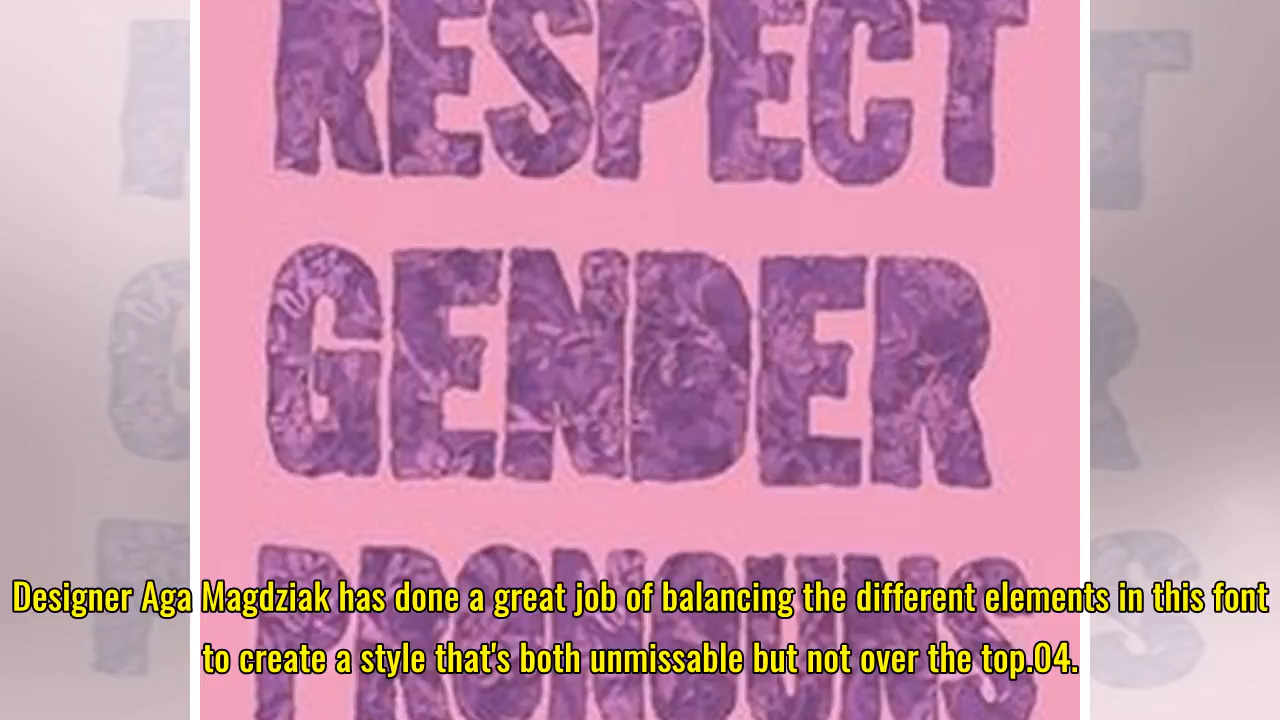 RESPECT
GENDER
PRONOUNS
Designer Aga Magdziak has done a great job of balancing the different elements in this font
to create a style that's both unmissable but not over the top.04.